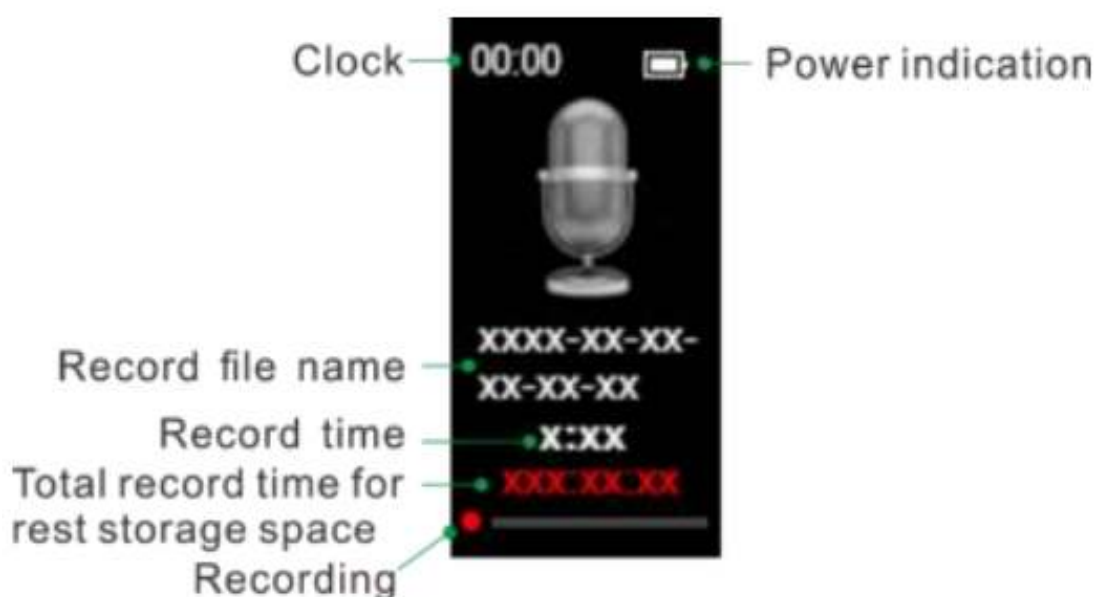 Clock
00:00
Power indication
Record file name
xxxx-xx-xx-
xx-xx-xx
Record time
x:xx
Total record time for
rest storage space
xxx:xx:xx
Recording